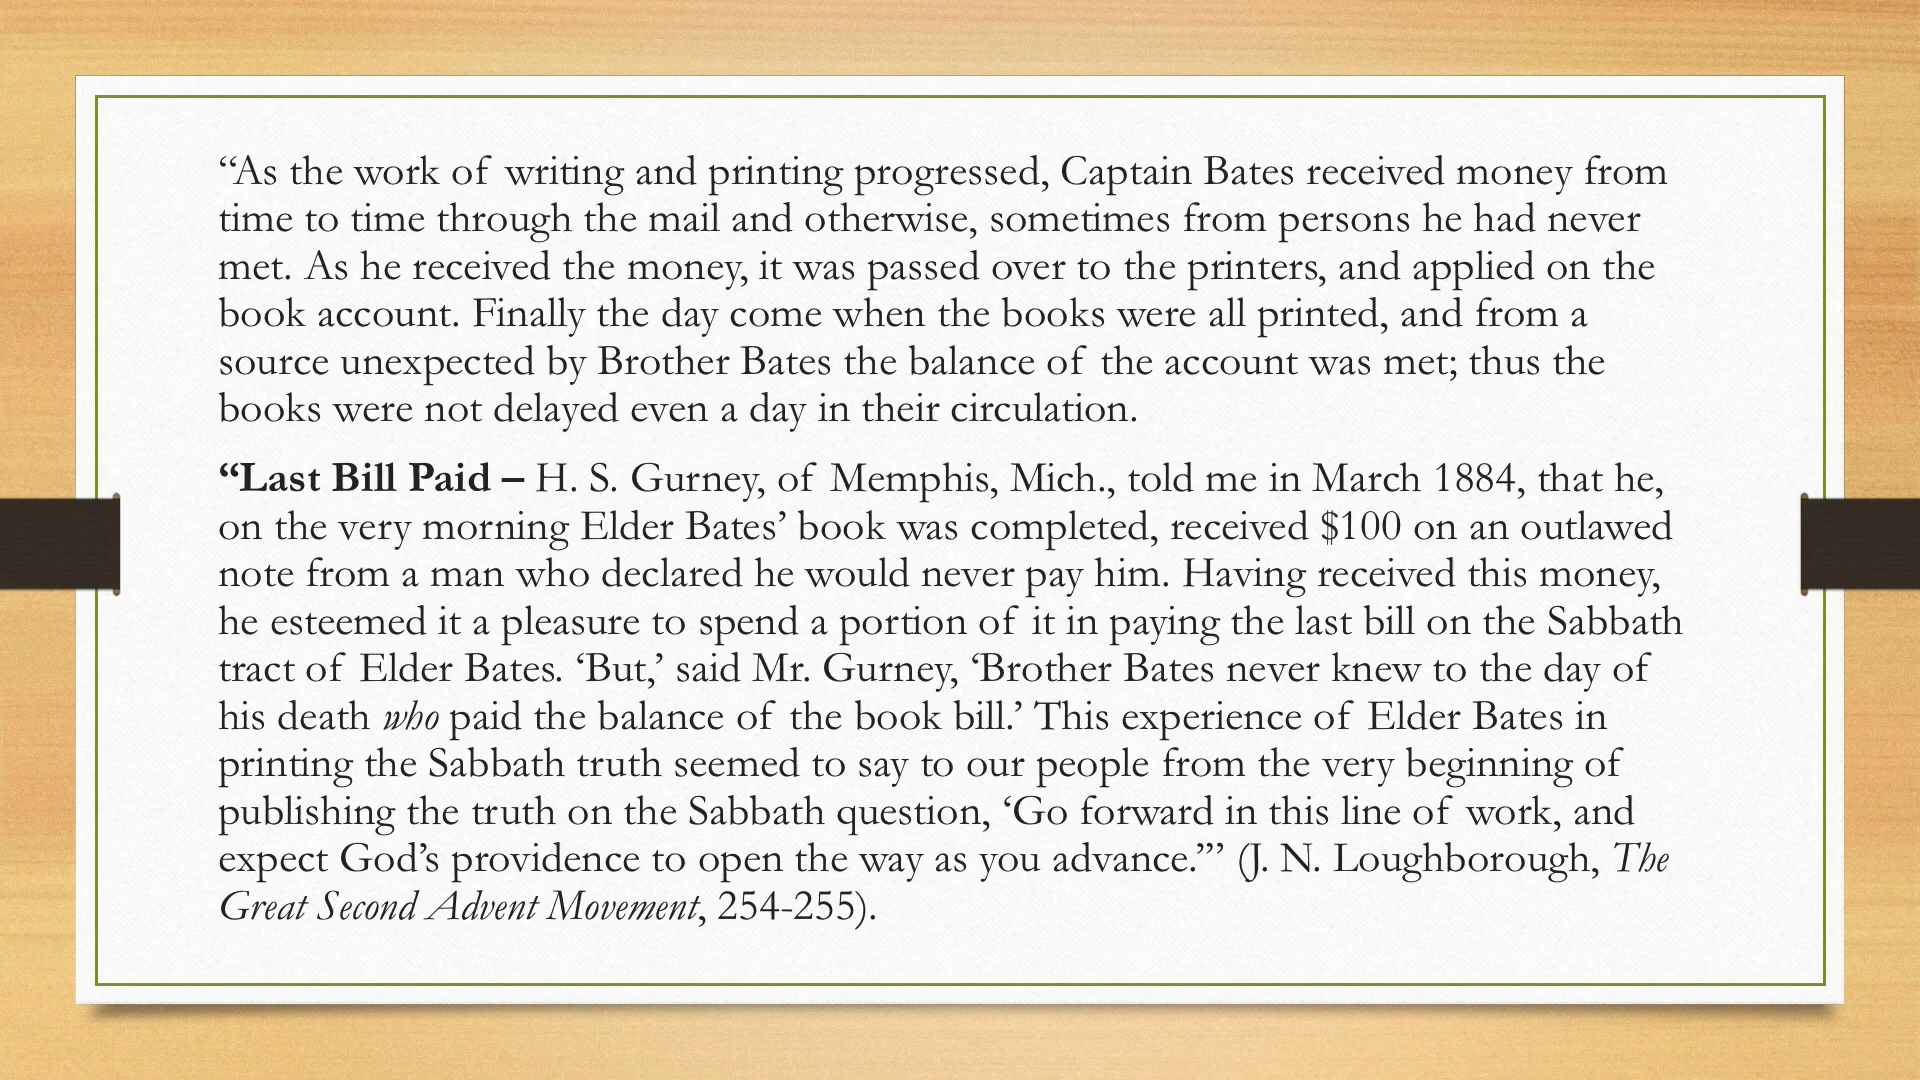 “As the work of writing and printing progressed, Captain Bates received money from
time to time through the mail and otherwise, sometimes from persons he had never
met. As he received the money, it was passed over to the printers, and applied on the
book account. Finally the day come when the books were all printed, and from a
source unexpected by Brother Bates the balance of the account was met; thus the
books were not delayed even a day in their circulation.
“Last Bill Paid – H. S. Gurney, of Memphis, Mich., told me in March 1884, that he,
on the very morning Elder Bates’ book was completed, received $100 on an outlawed
note from a man who declared he would never pay him. Having received this money,
he esteemed it a pleasure to spend a portion of it in paying the last bill on the Sabbath
tract of Elder Bates. ‘But,’ said Mr. Gurney, ‘Brother Bates never knew to the day of
his death who paid the balance of the book bill.’ This experience of Elder Bates in
printing the Sabbath truth seemed to say to our people from the very beginning of
publishing the truth on the Sabbath question, ‘Go forward in this line of work, and
expect God’s providence to open the way as you advance.”’ (J. N. Loughborough, The
Great Second Advent Movement, 254-255).